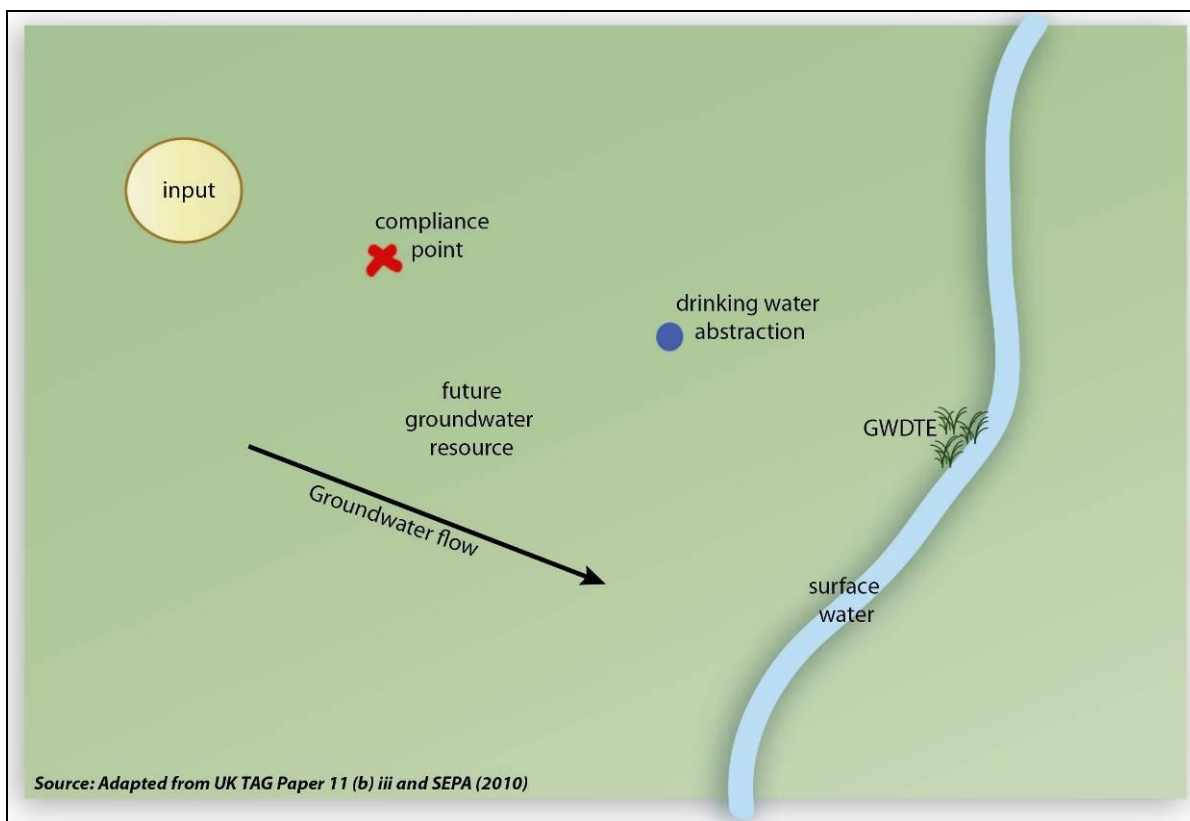 input
compliance
point
drinking water
abstraction
future
groundwater
resource
GWDTE
Groundwater flow
surface
water
Source: Adapted from UK TAG Paper 11 (b) iii and SEPA (2010)